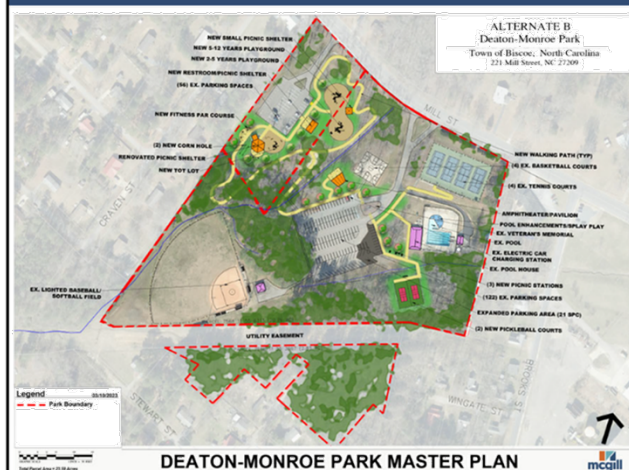 ALTERNATE B
Deaton-Monroe Park
Town of Biscoe, North Carolina
221 Mill Street, NC 27209
NEW SMALL PICNIC SHELTER
NEW 5-12 YEARS PLAYGROUND
NEW 2-5 YEARS PLAYGROUND
NEW RESTROOM/PICNIC SHELTER
(56) EX. PARKING SPACES
NEW FITNESS PAR COURSE
(2) NEW CORN HOLE
RENOVATED PICNIC SHELTER
NEW TOT LOT
EX. LIGHTED BASEBALL/
SOFTBALL FIELD
MILL ST
CRAVEN ST
NEW WALKING PATH (TYP)
(4) EX. BASKETBALL COURTS
(4) EX. TENNIS COURTS
AMPHITHEATER/PAVILION
POOL ENHANCEMENTS/SPLAY PLAY
EX. VETERAN'S MEMORIAL
EX. POOL
EX. ELECTRIC CAR
CHARGING STATION
EX. POOL HOUSE
(3) NEW PICNIC STATIONS
(122) EX. PARKING SPACES
EXPANDED PARKING AREA (21 SPC)
(2) NEW PICKLEBALL COURTS
UTILITY EASEMENT
BROOKS ST
WINGATE ST
STEWART ST
Legend
Park Boundary
DEATON-MONROE PARK MASTER PLAN
mcgill